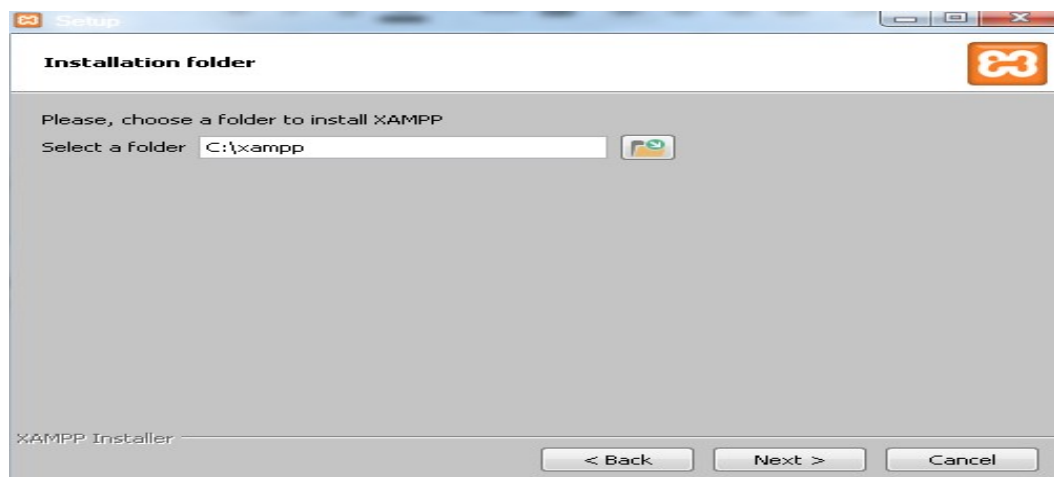 Setup
Installation folder
Please, choose a folder to install XAMPP
Select a folder C:\xampp
XAMPP Installer
< Back Next > Cancel